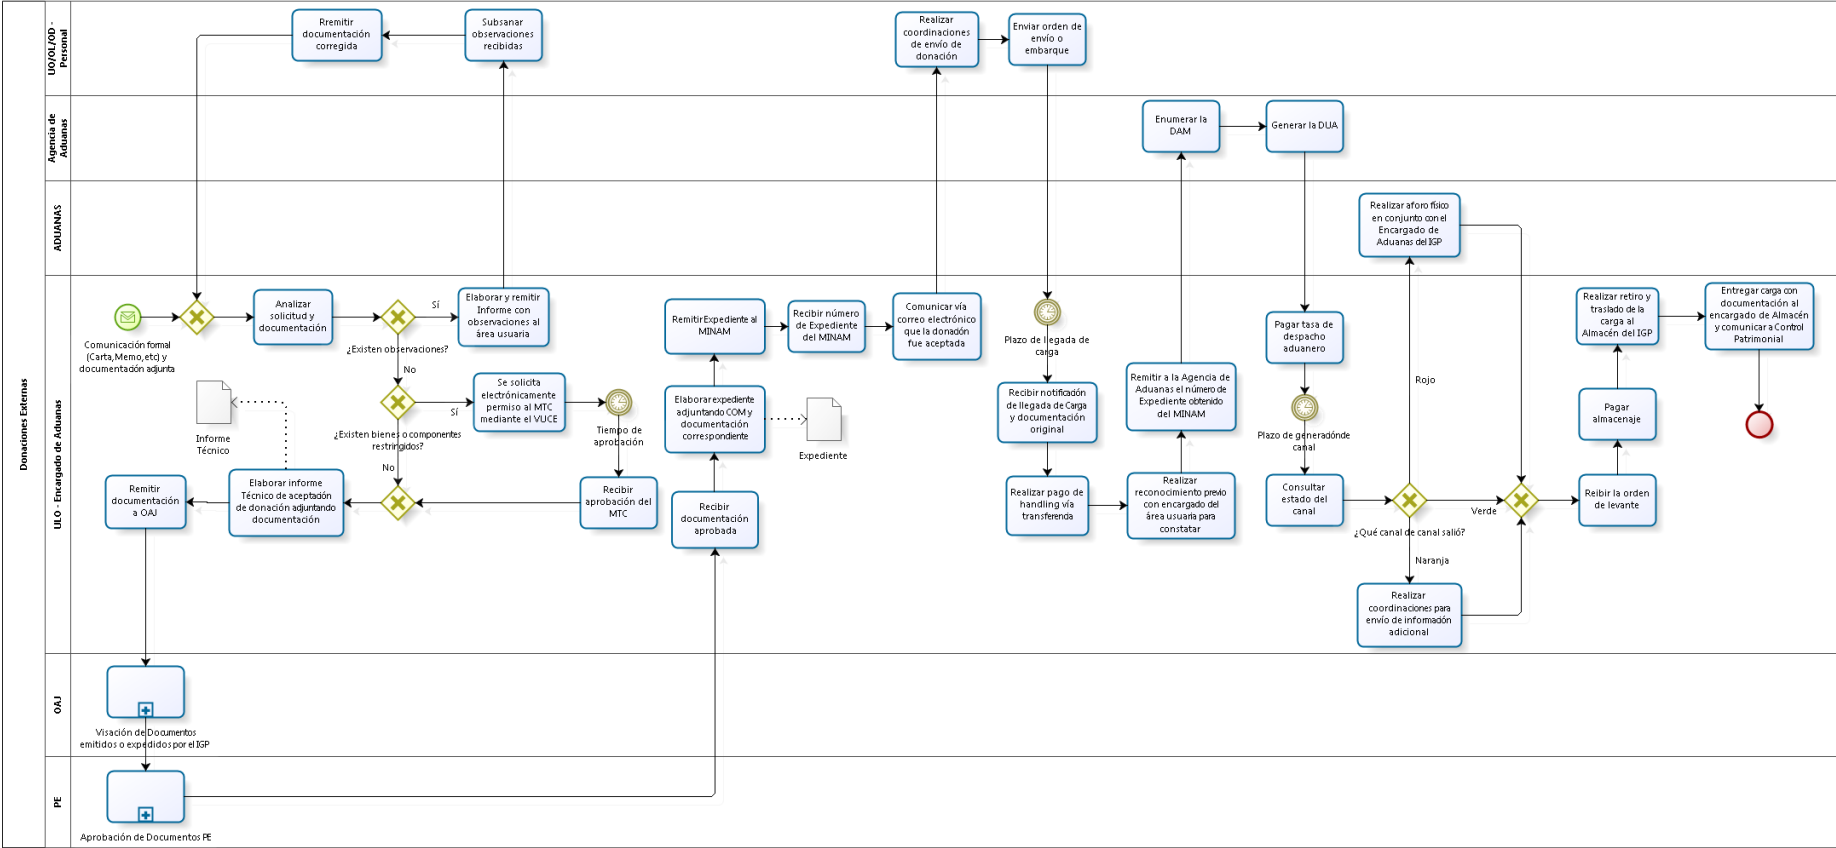 Donaciones Externas
UO/OL/OD -
Personal
Rremitir
documentación
corregida
Subsanar
observaciones
recibidas
Realizar
coordinaciones
de envío de
donación
Enviar orden de
envío o
embarque
Agencia de
Aduanas
Enumerar la
DAM
Generar la DUA
ADUANAS
Realizar aforo físico
en conjunto con el
Encargado de
Aduanas del IGP
ULO - Encargado de Aduanas
Comunicación formal
(Carta,Memo,etc) y
documentación adjunta
Analizar
solicitud y
documentación
¿Existen observaciones?
Sí
No
Elaborar y remitir
Informe con
observaciones al
área usuaria
¿Existen bienes o componentes
restringidos?
Sí
No
Se solicita
electrónicamente
permiso al MTC
mediante el VUCE
Tiempo de
aprobación
Recibir
aprobación del
MTC
Informe
Técnico
Elaborar informe
Técnico de aceptación
de donación adjuntando
documentación
Remitir
documentación
a OAJ
Remitir Expediente al
MINAM
Recibir número
de Expediente
del MINAM
Comunicar vía
correo electrónico
que la donación
fue aceptada
Elaborar expediente
adjuntando COM y
documentación
correspondiente
Expediente
Recibir
documentación
aprobada
Plazo de llegada de
carga
Recibir notificación
de llegada de Carga
y documentación
original
Realizar pago de
handling vía
transferenda
Realizar
reconocimiento previo
con encargado del
área usuaria para
constatar
Remitir a la Agencia de
Aduanas el número de
Expediente obtenido
del MINAM
Pagar tasa de
despacho
aduanero
Plazo de generadónde
canal
Consultar
estado del
canal
¿Qué canal de canal salió?
Rojo
Verde
Naranja
Realizar
coordinaciones para
envío de información
adicional
Reibir la orden
de levante
Pagar
almacenaje
Realizar retiro y
traslado de la
carga al
Almacén del IGP
Entregar carga con
documentación al
encargado de Almacén
y comunicar a Control
Patrimonial
OAJ
Visación de Documentos
emitidos o expedidos por el IGP
PE
Aprobación de Documentos PE